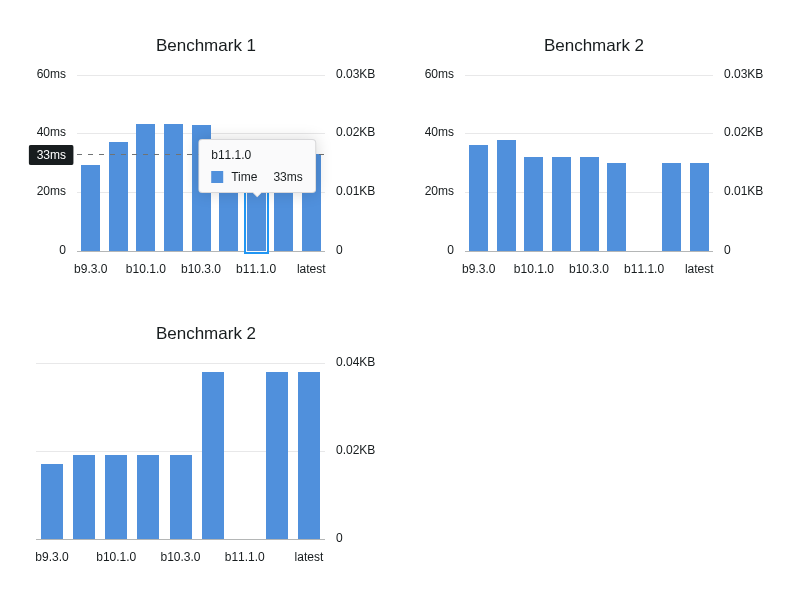 Benchmark 1
60ms
40ms
33ms
20ms
0
0.03KB
0.02KB
0.01KB
0
b11.1.0
Time 33ms
b9.3.0 b10.1.0 b10.3.0 b11.1.0 latest
Benchmark 2
60ms
40ms
20ms
0
0.03KB
0.02KB
0.01KB
0
b9.3.0 b10.1.0 b10.3.0 b11.1.0 latest
Benchmark 2
0.04KB
0.02KB
0
b9.3.0 b10.1.0 b10.3.0 b11.1.0 latest